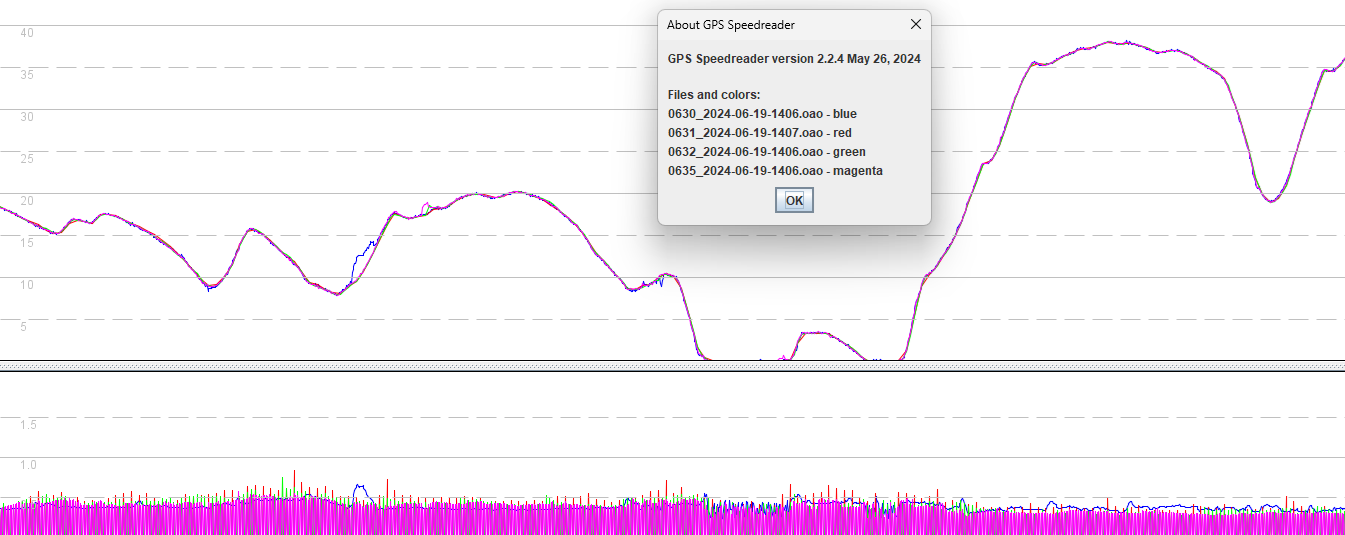 40
35
30
25
20
15
10
5
1.5
1.0
About GPS Speedreader
GPS Speedreader version 2.2.4 May 26, 2024
Files and colors:
0630_2024-06-19-1406.oao - blue
0631_2024-06-19-1407.oao - red
0632_2024-06-19-1406.oao - green
0635_2024-06-19-1406.oao - magenta
OK